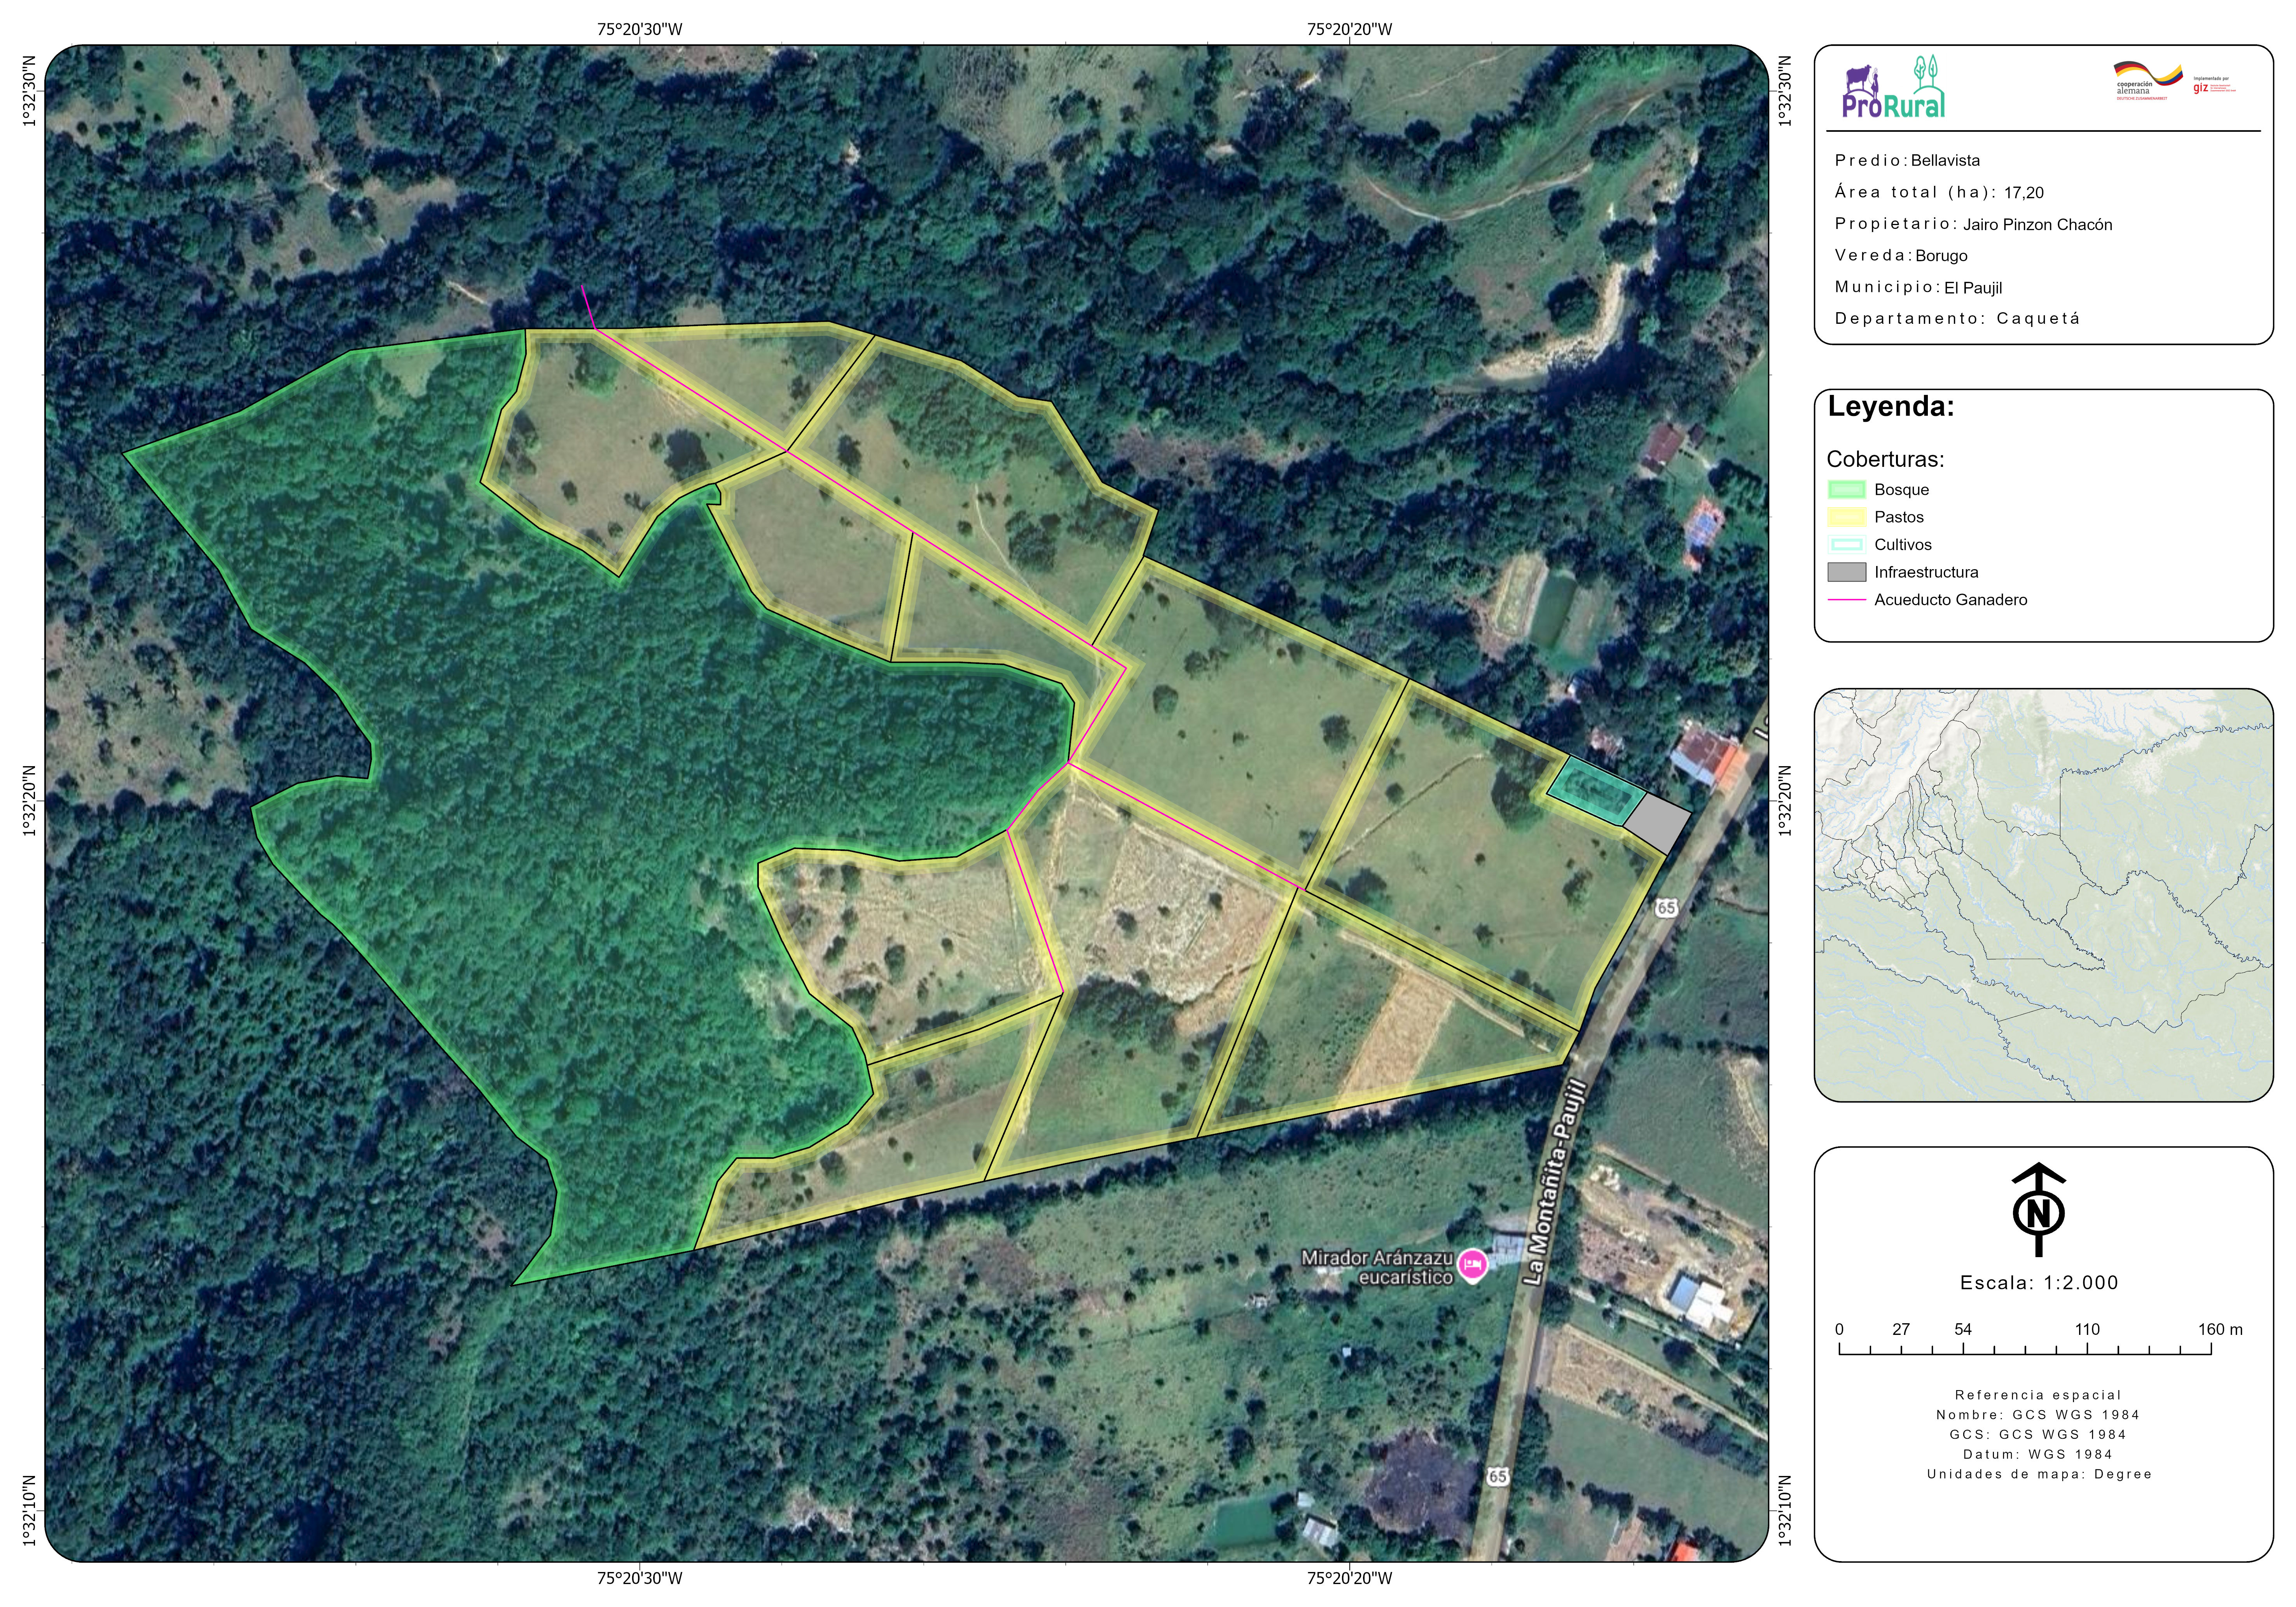 75°20'30"W
75°20'20"W
1°32'30"N
1°32'30"N
ProRural
cooperación
alemana
DEUTSCHE ZUSAMMENARBEIT
Implementada por
giz
Predio: Bellavista
Área total (ha): 17,20
Propietario: Jairo Pinzon Chacón
Vereda: Borugo
Municipio: El Paujil
Departamento: Caquetá
Leyenda:
Coberturas:
Bosque
Pastos
Cultivos
Infraestructura
Acueducto Ganadero
1°32'20"N
1°32'20"N
65
La Montañita-Paujil
Mirador Aránzazu
eucarístico
65
N
Escala: 1:2.000
0 27 54 110 160 m
Referencia espacial
Nombre: GCS WGS 1984
GCS: GCS WGS 1984
Datum: WGS 1984
Unidades de mapa: Degree
1°32'10"N
1°32'10"N
75°20'30"W
75°20'20"W